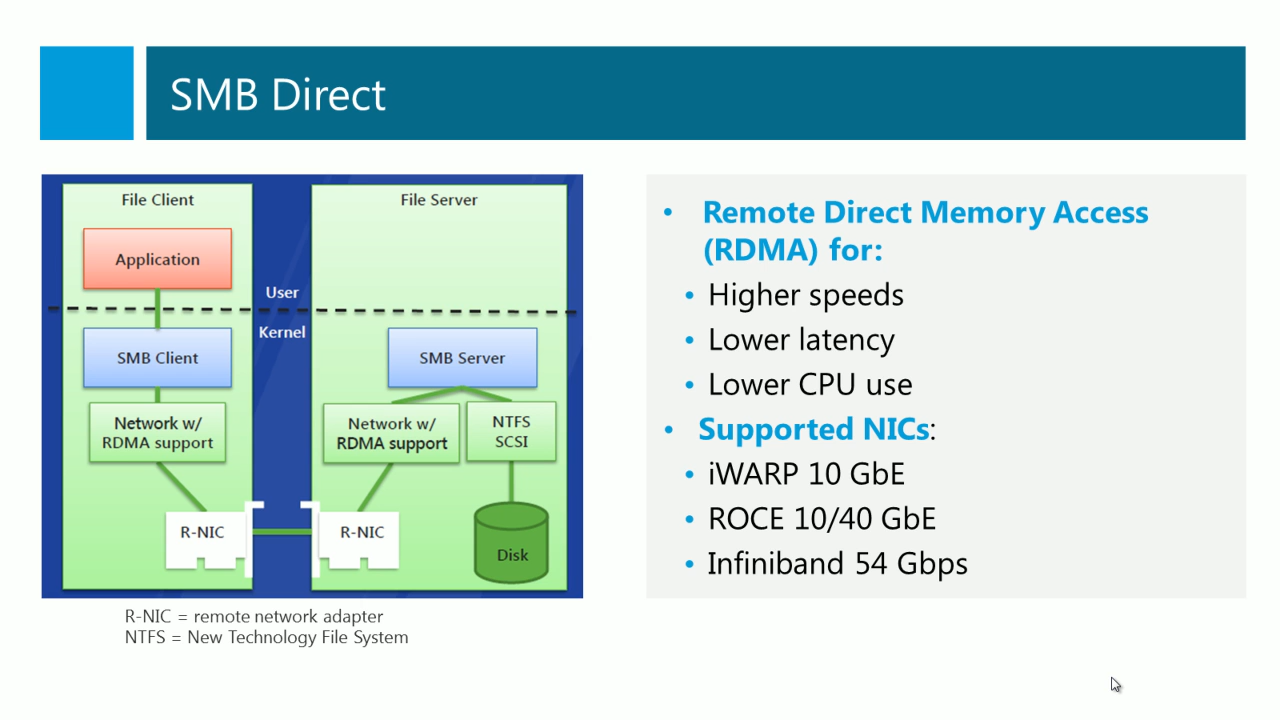 SMB Direct
File Client
File Server
Application
User
Kernel
SMB Client
SMB Server
Network w/
RDMA support
Network w/
RDMA support
NTFS
SCSI
R-NIC
R-NIC
Disk
R-NIC = remote network adapter
NTFS = New Technology File System
• Remote Direct Memory Access
(RDMA) for:
• Higher speeds
• Lower latency
• Lower CPU use
• Supported NICs:
• iWARP 10 GbE
• ROCE 10/40 GbE
• Infiniband 54 Gbps